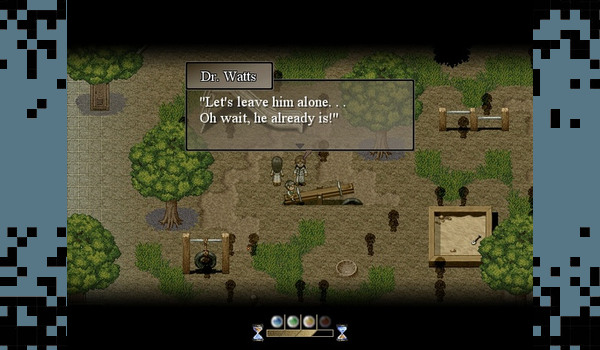 Dr. Watts
"Let's leave him alone. . .
Oh wait, he already is!"